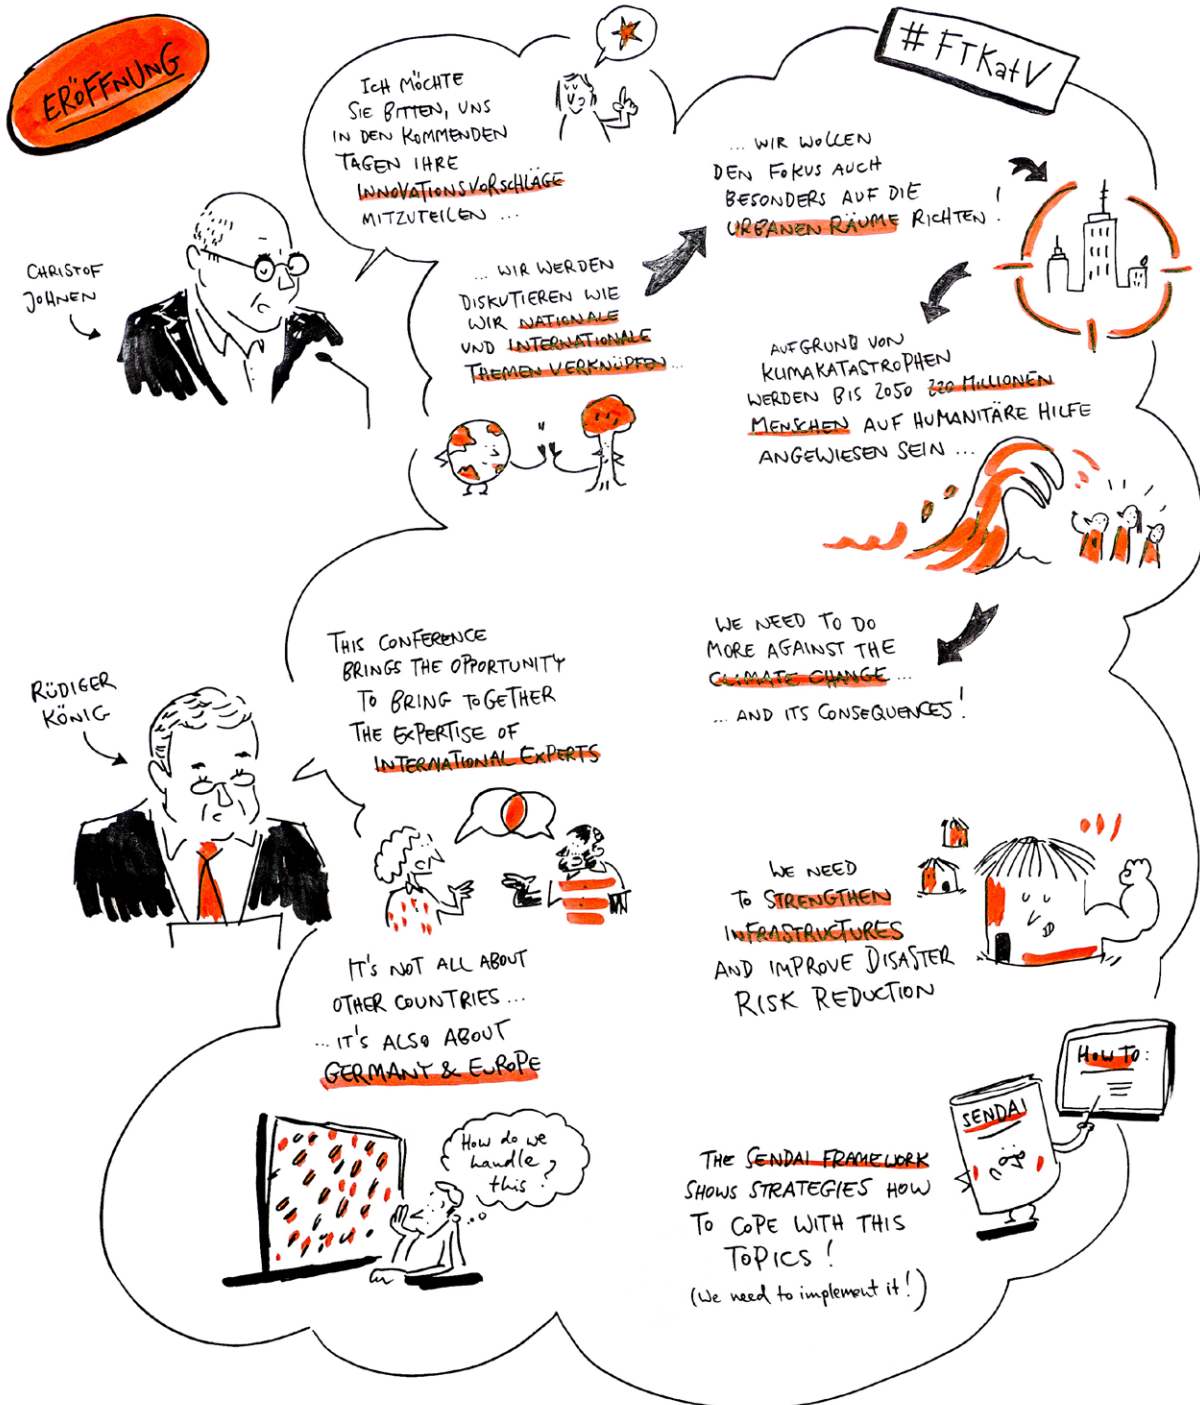 ERÖFFNUNG
#FTKatV
ICH MÖCHTE
SIE BITTEN, UNS
IN DEN KOMMENDEN
TAGEN IHRE
INNOVATIONSVORSCHLÄGE
MITZUTEILEN ...
CHRISTOF
JOHNEN
... WIR WERDEN
DISKUTIEREN WIE
WIR NATIONALE
UND INTERNATIONALE
THEMEN VERKNÜPFEN ...
... WIR WOLLEN
DEN FOKUS AUCH
BESONDERS AUF DIE
URBANEN RÄUME RICHTEN!
AUFGRUND VON
KLIMAKATASTROPHEN
WERDEN BIS 2050 220 MILLIONEN
MENSCHEN AUF HUMANITÄRE HILFE
ANGEWIESEN SEIN ...
RÜDIGER
KÖNIG
THIS CONFERENCE
BRINGS THE OPPORTUNITY
TO BRING TOGETHER
THE EXPERTISE OF
INTERNATIONAL EXPERTS
IT'S NOT ALL ABOUT
OTHER COUNTRIES ...
... IT'S ALSO ABOUT
GERMANY & EUROPE
How do we
handle
this?
WE NEED TO DO
MORE AGAINST THE
CLIMATE CHANGE ...
... AND ITS CONSEQUENCES!
WE NEED
TO STRENGTHEN
INFRASTRUCTURES
AND IMPROVE DISASTER
RISK REDUCTION
HOW TO:
SENDAI
THE SENDAI FRAMEWORK
SHOWS STRATEGIES HOW
TO COPE WITH THIS
TOPICS!
(We need to implement it!)